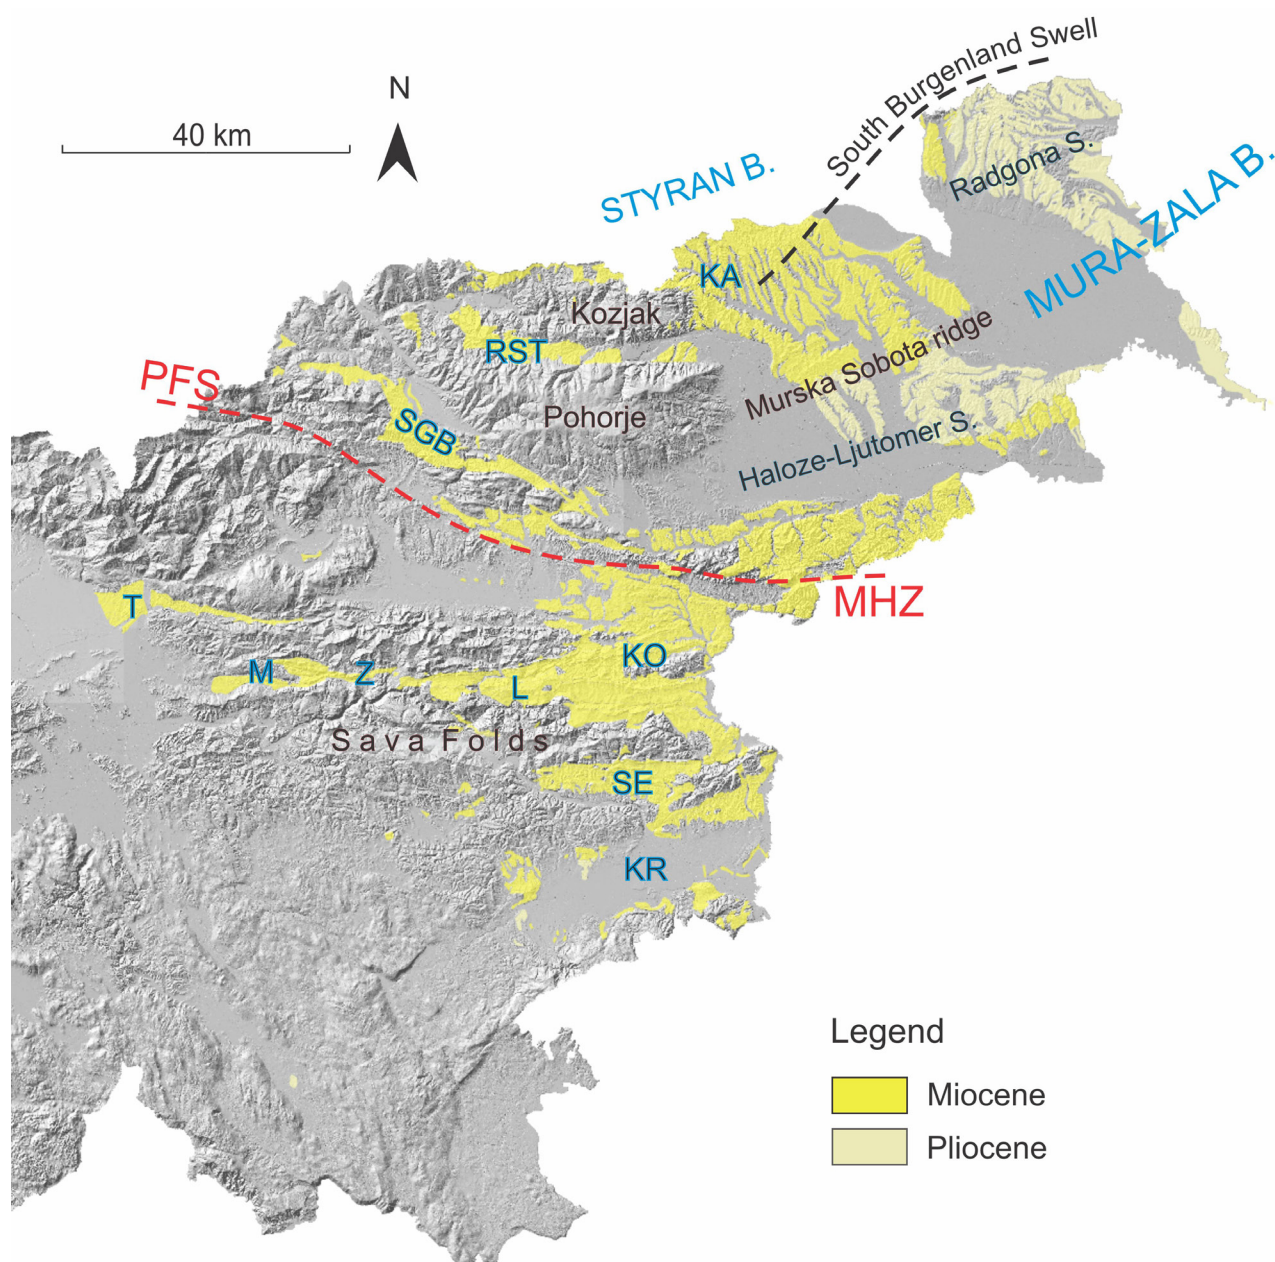 South Burgenland Swell
N
40 km
STYRAN B.
Radgona S.
MURA-ZALA B.
KA
Kozjak
RST
Murska Sobota ridge
PFS
Pohorje
SGB
Haloze-Ljutomer S.
MHZ
T
KO
M
Z
L
Sava Folds
SE
KR
Legend
Miocene
Pliocene